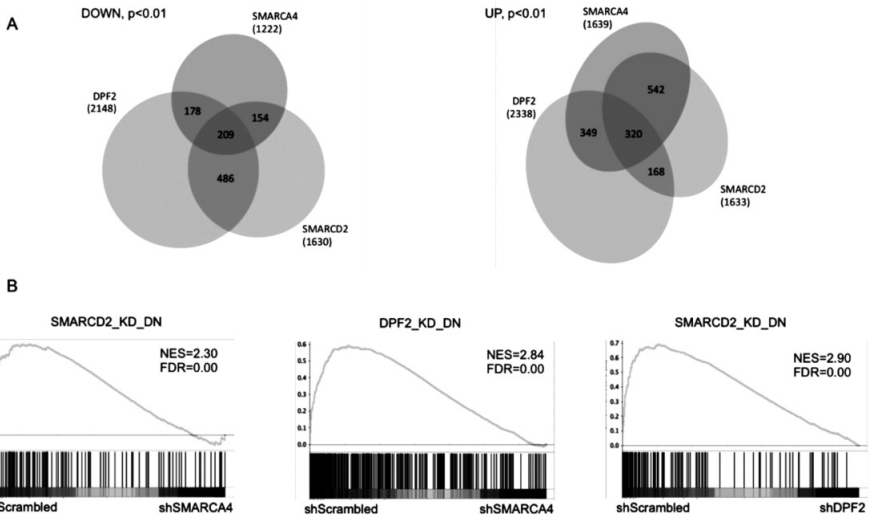 A
DOWN, p<0.01
SMARCA4
(1222)
DPF2
(2148)
178
154
209
486
SMARCD2
(1630)
UP, p<0.01
SMARCA4
(1639)
DPF2
(2338)
542
349
320
168
SMARCD2
(1633)
B
SMARCD2_KD_DN
NES=2.30
FDR=0.00
shScrambled
shSMARCA4
DPF2_KD_DN
0.6
0.5
0.4
0.3
0.2
0.1
0.0
NES=2.84
FDR=0.00
shScrambled
shSMARCA4
SMARCD2_KD_DN
0.7
0.6
0.5
0.4
0.3
0.2
0.1
0.0
NES=2.90
FDR=0.00
shScrambled
shDPF2